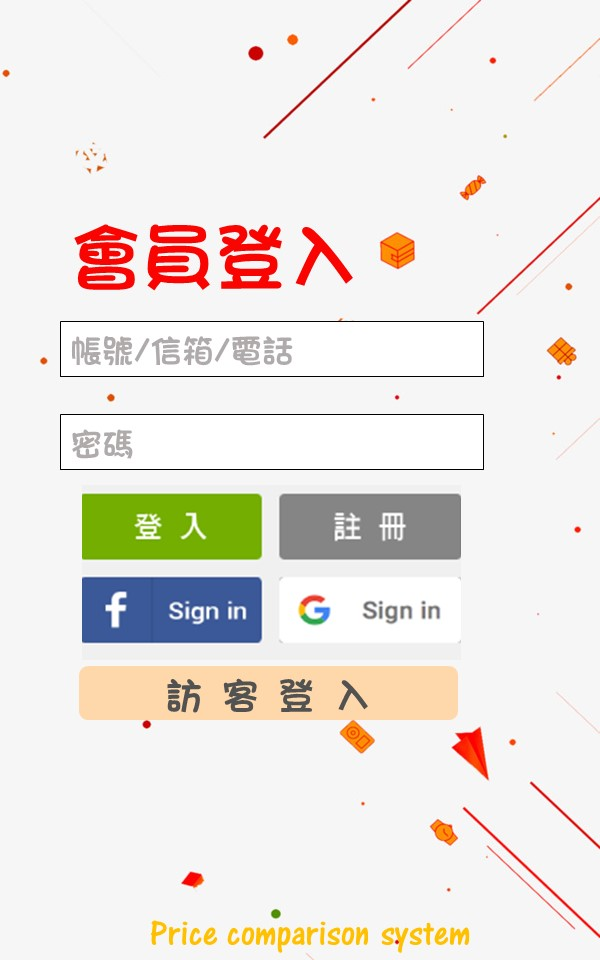 會員登入
帳號/信箱/電話
密碼
登入 註冊
f Sign in G Sign in
訪客登入
Price comparison system